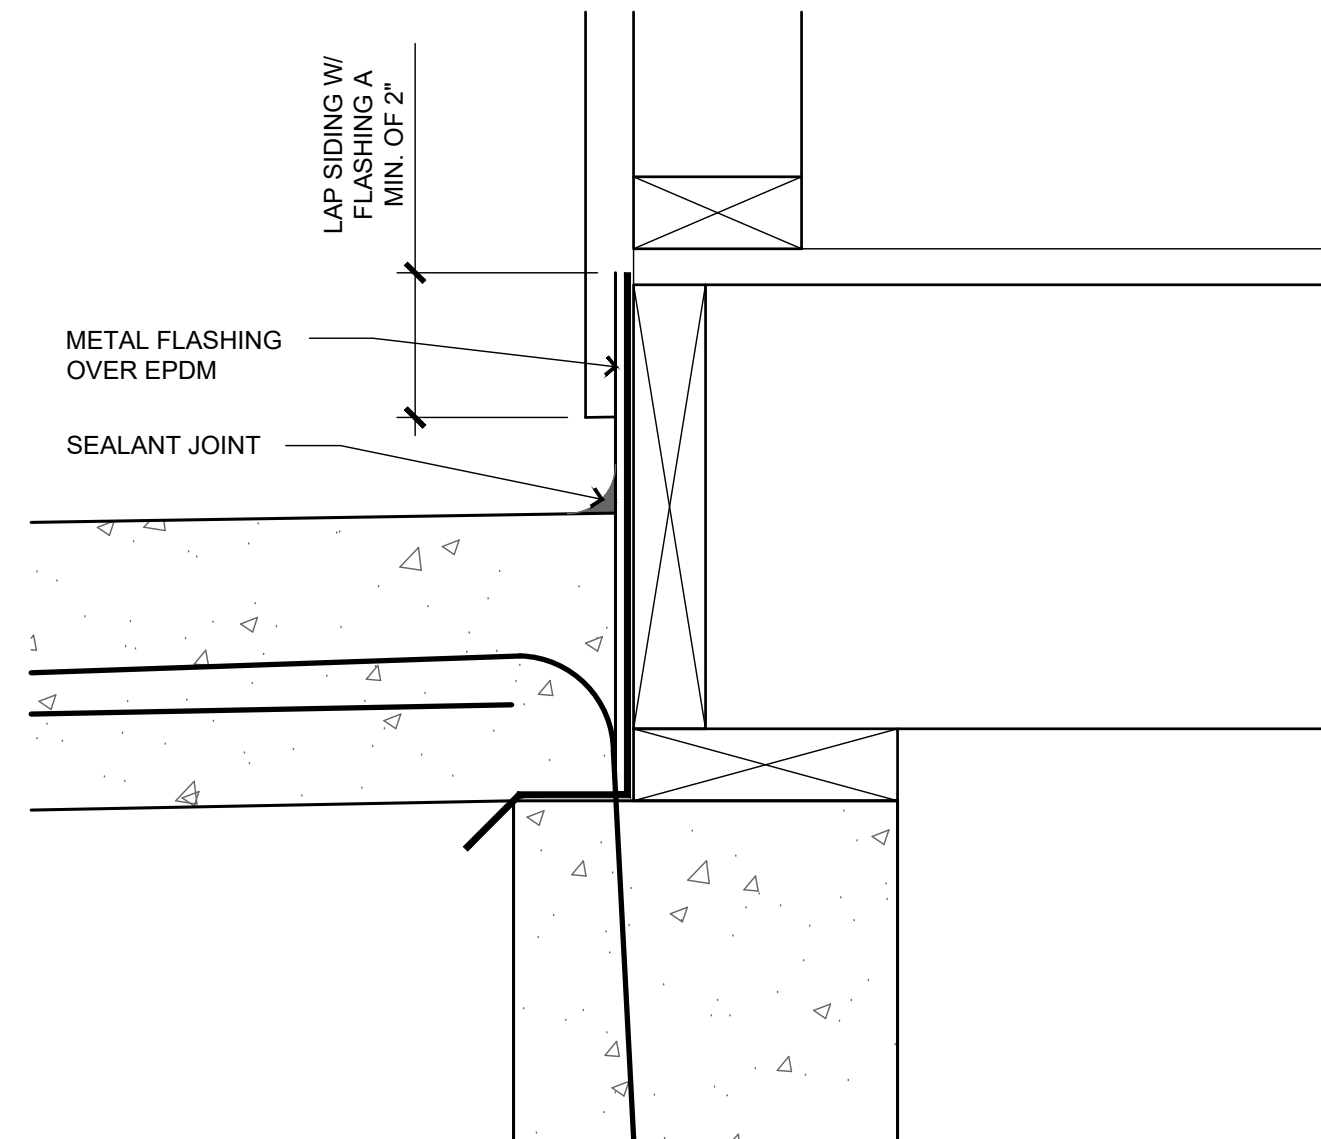 LAP SIDING W/
FLASHING A
MIN. OF 2"
METAL FLASHING
OVER EPDM
SEALANT JOINT